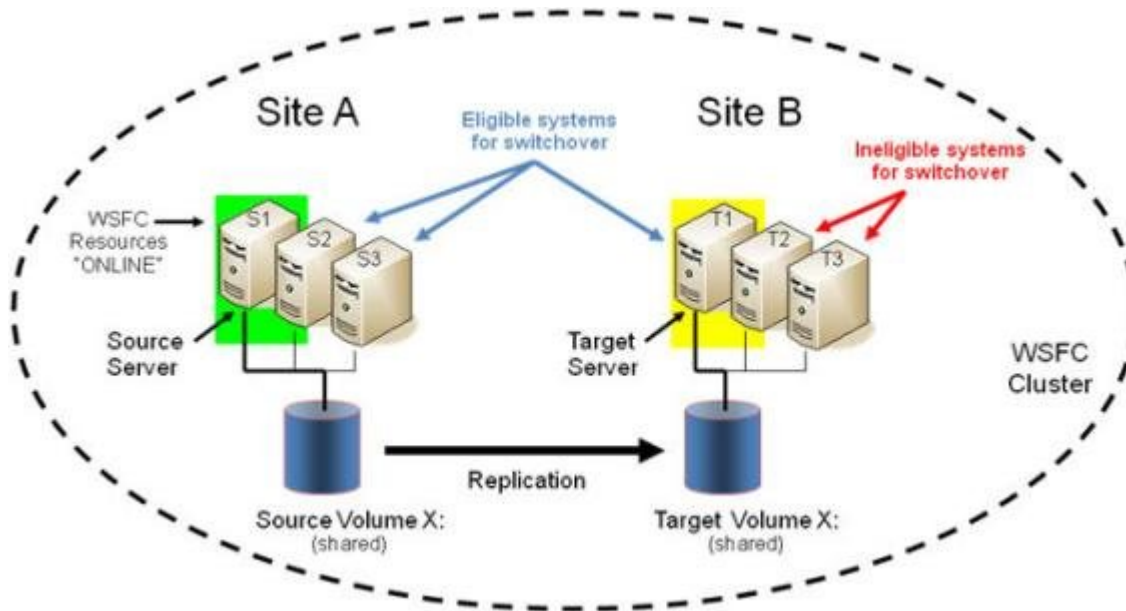 Site A
Site B
Eligible systems
for switchover
Ineligible systems
for switchover
WSFC
Resources
"ONLINE"
S1
S2
S3
T1
T2
T3
Source
Server
Target
Server
WSFC
Cluster
Replication
Source Volume X:
(shared)
Target Volume X:
(shared)